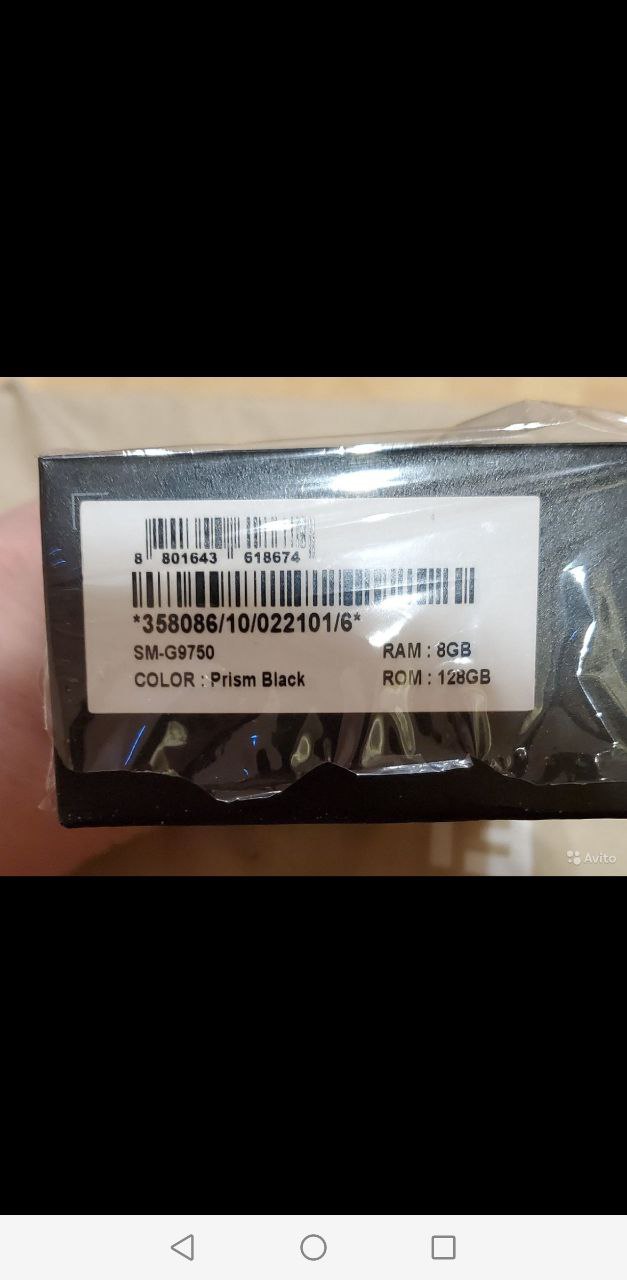 8 801643 618674
*358086/10/022101/6*
SM-G9750
RAM : 8GB
COLOR : Prism Black
ROM : 128GB
Avito